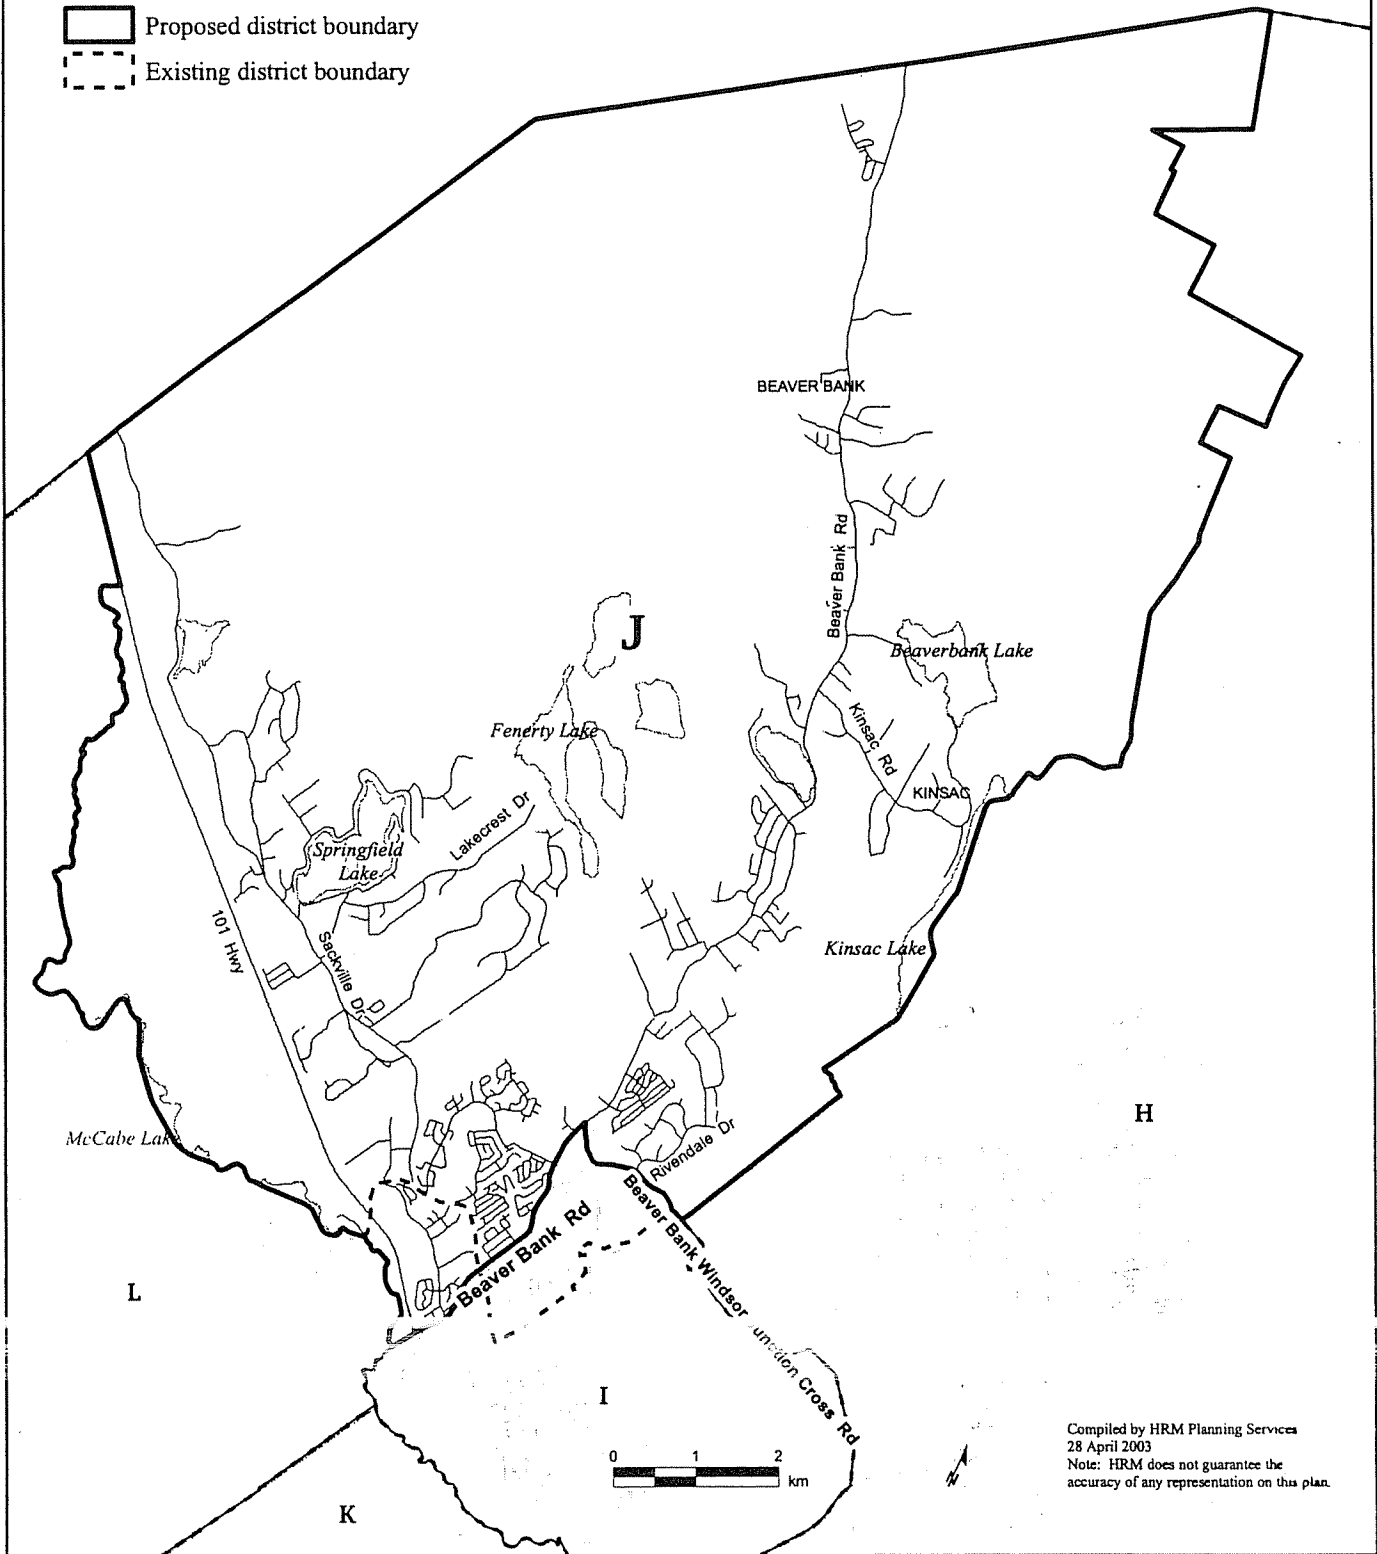 Proposed district boundary
Existing district boundary
BEAVER BANK
Beaver Bank Rd
J
Beaverbank Lake
Fenerty Lake
Kinsac Rd
KINSAC
Lakecrest Dr
Springfield
Lake
101 Hwy
Sackville Dr
Kinsac Lake
H
McCabe Lake
Rivendale Dr
Beaver Bank Rd
Beaver Bank Windsor Junction Cross Rd
L
I
K
0 1 2
km
N
Compiled by HRM Planning Services
28 April 2003
Note: HRM does not guarantee the
accuracy of any representation on this plan.